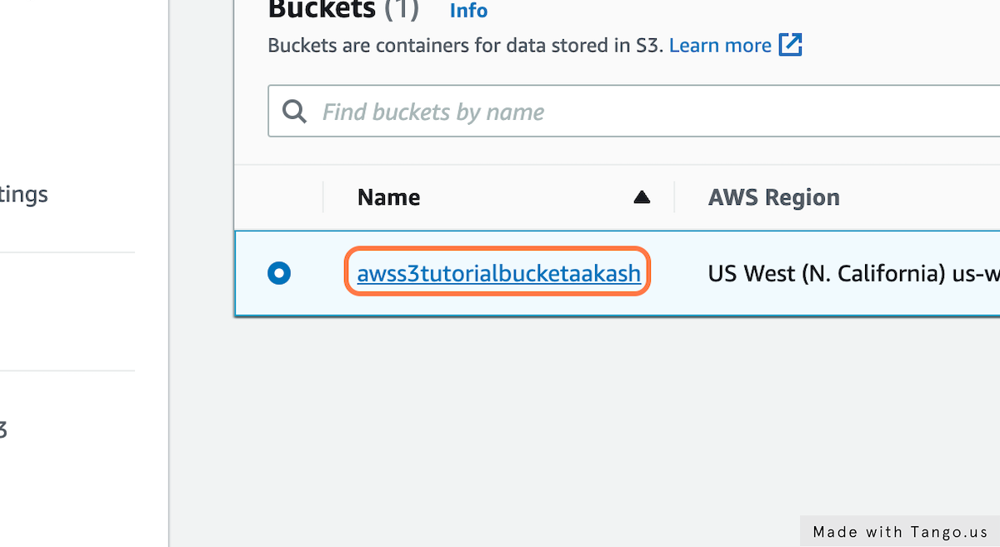 Buckets (1) Info
Buckets are containers for data stored in S3. Learn more
Find buckets by name
tings
Name AWS Region
awss3tutorialbucketaakash US West (N. California) us-w
3
Made with Tango.us